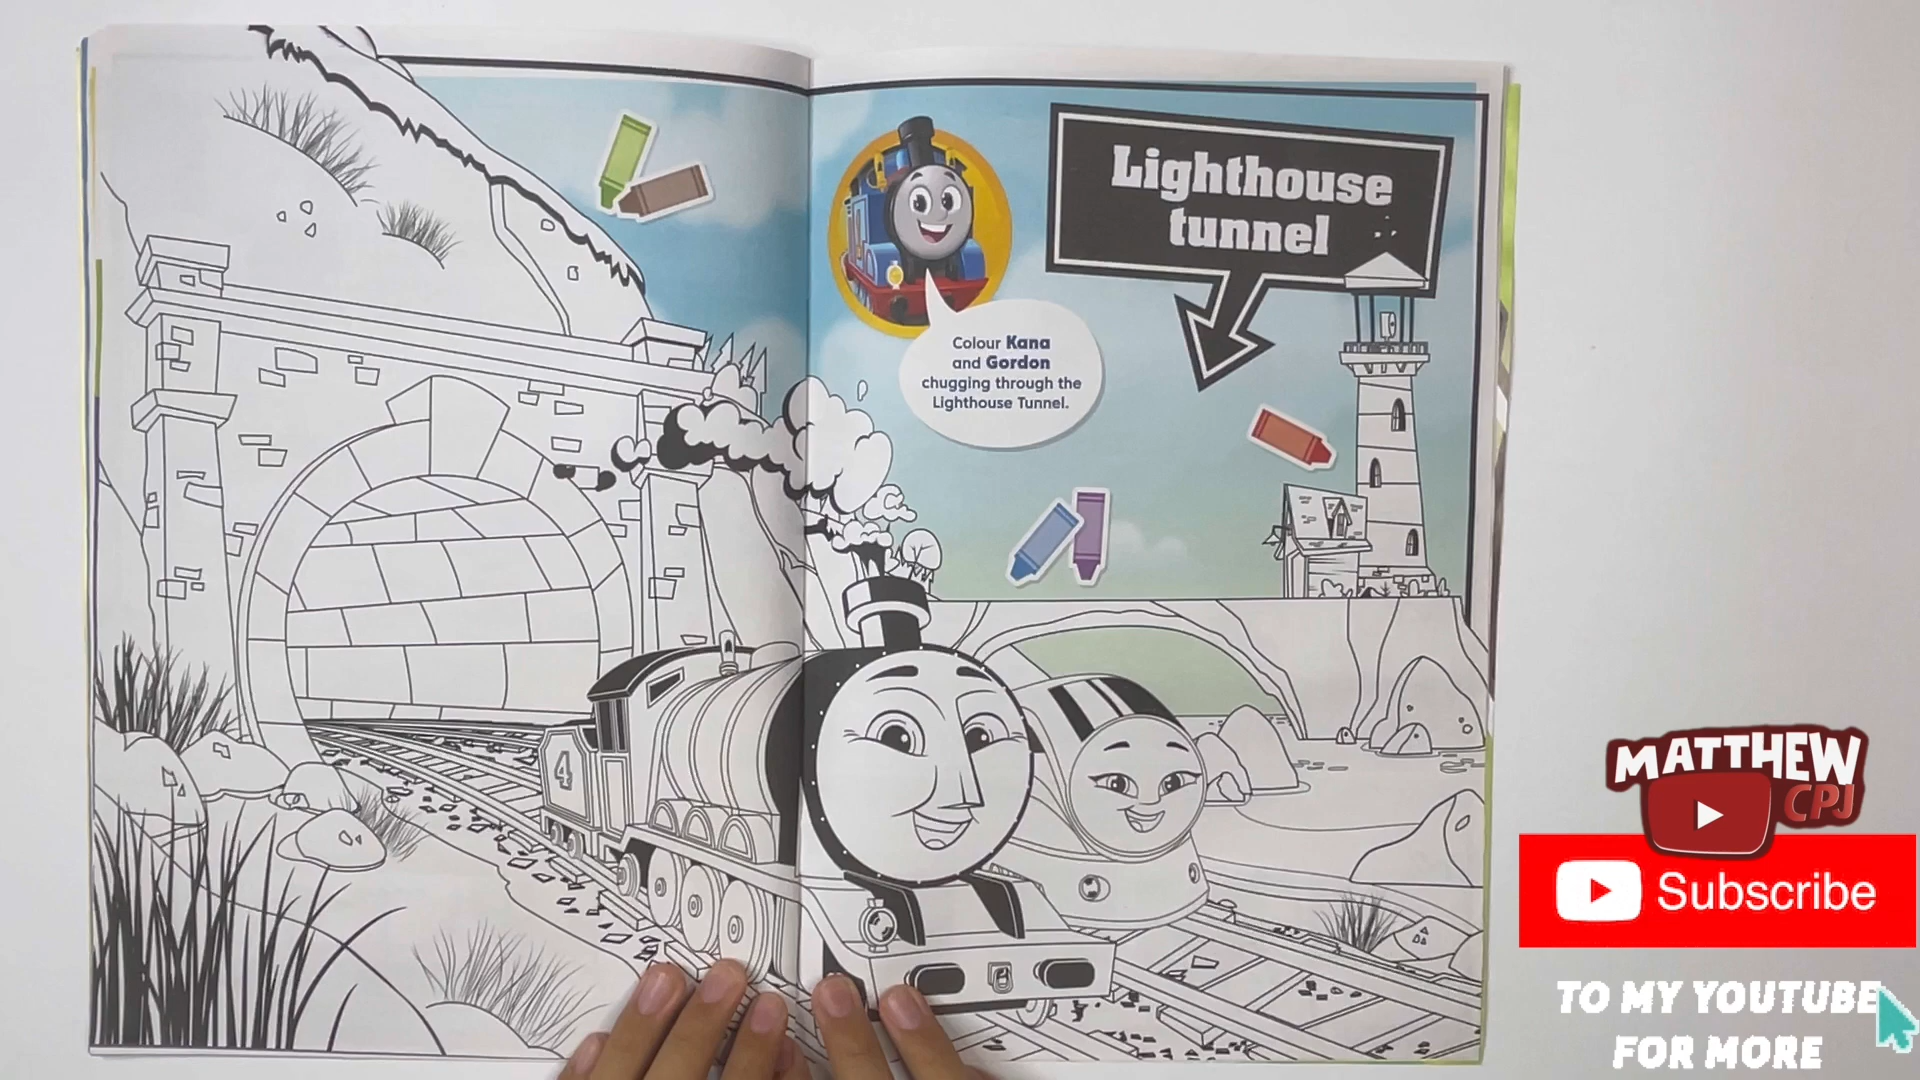 Lighthouse
tunnel
Colour Kana
and Gordon
chugging through the
Lighthouse Tunnel.
4
MATTHEW
CPJ
Subscribe
TO MY YOUTUBE
FOR MORE